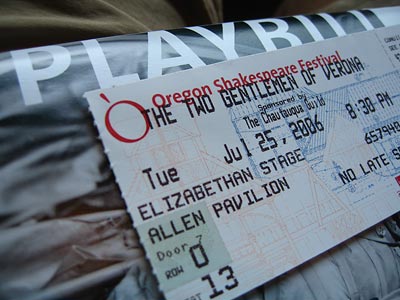 PLAYBILL
Oregon Shakespeare Festival
THE TWO GENTLEMEN OF VERONA
Sponsored by
The Chautauqua Guild
Tue Jul 25, 2006 8:30 PM
ELIZABETHAN STAGE
ALLEN PAVILION
NO LATE
Door 7
ROW O
13